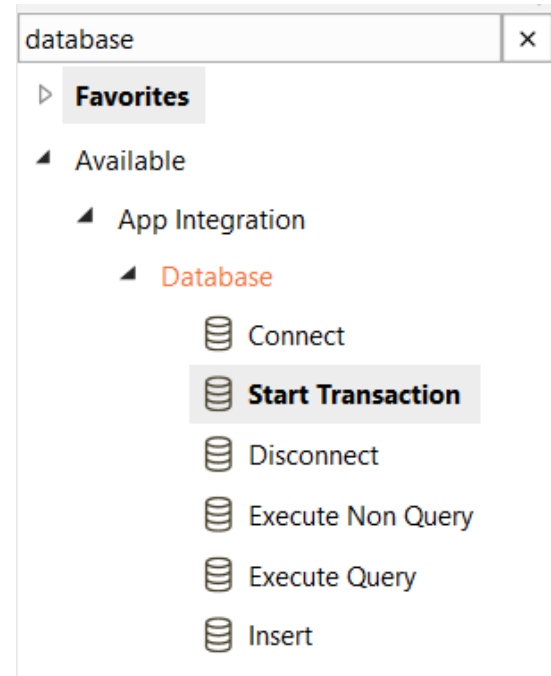 database
Favorites
Available
App Integration
Database
Connect
Start Transaction
Disconnect
Execute Non Query
Execute Query
Insert